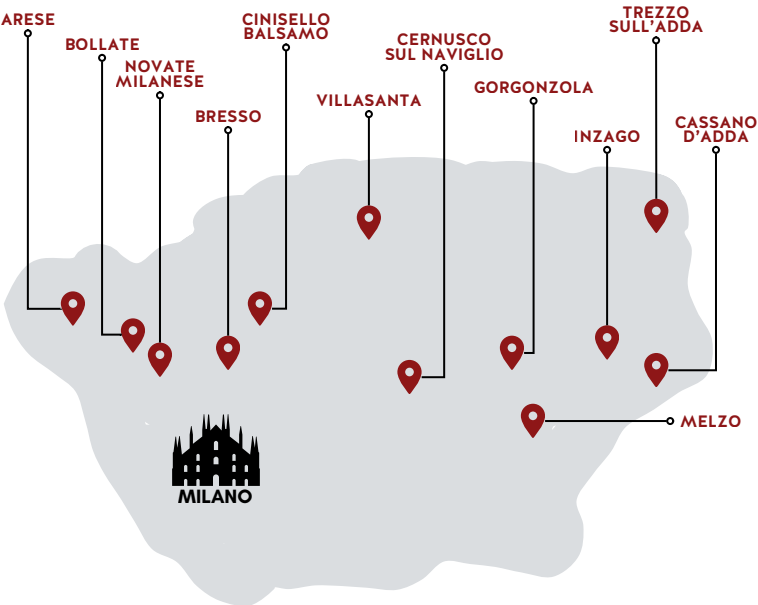 ARESE
BOLLATE
NOVATE
MILANESE
BRESSO
CINISELLO
BALSAMO
VILLASANTA
CERNUSCO
SUL NAVIGLIO
GORGONZOLA
INZAGO
TREZZO
SULL'ADDA
CASSANO
D'ADDA
MELZO
MILANO